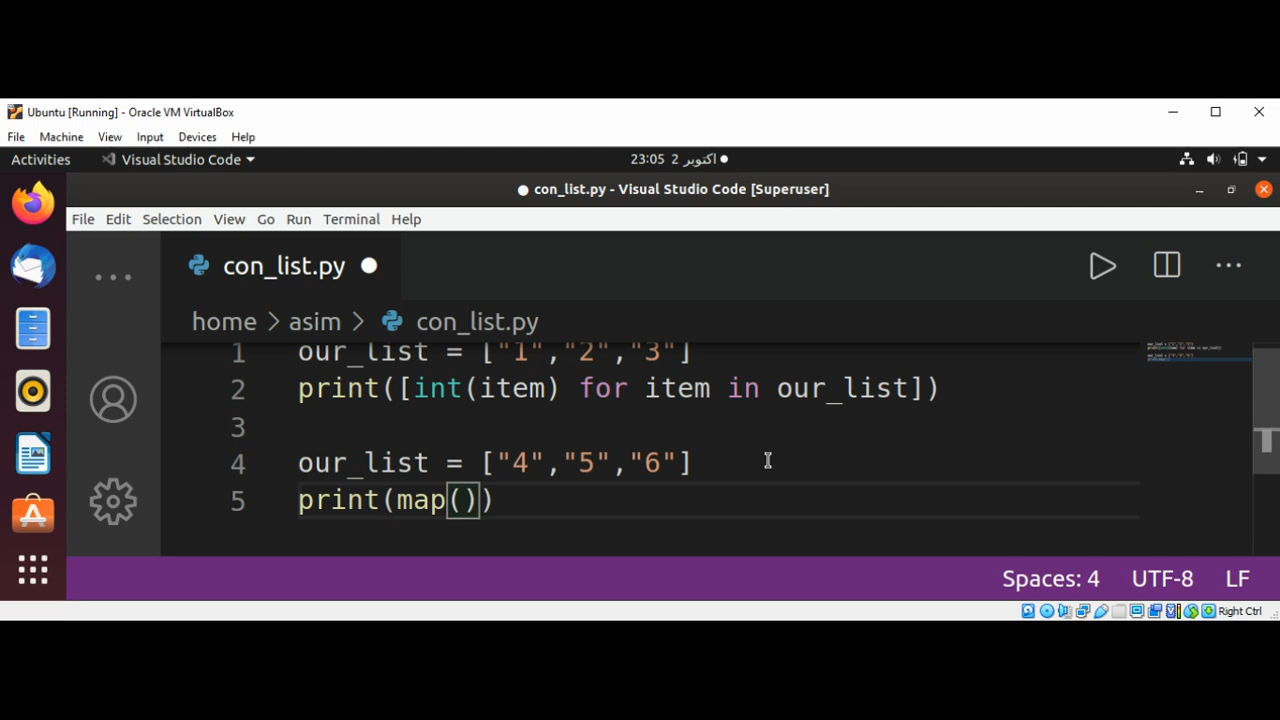 Ubuntu [Running] - Oracle VM VirtualBox
File Machine View Input Devices Help
Activities Visual Studio Code 23:05 2 اكتوبر
con_list.py - Visual Studio Code [Superuser]
File Edit Selection View Go Run Terminal Help
con_list.py
home > asim > con_list.py
1 our_list = ["1","2","3"]
2 print([int(item) for item in our_list])
3
4 our_list = ["4","5","6"]
5 print(map())
Spaces: 4 UTF-8 LF
Right Ctrl